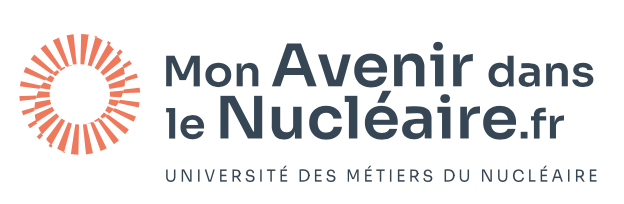 Mon Avenir dans
le Nucléaire.fr
UNIVERSITÉ DES MÉTIERS DU NUCLÉAIRE